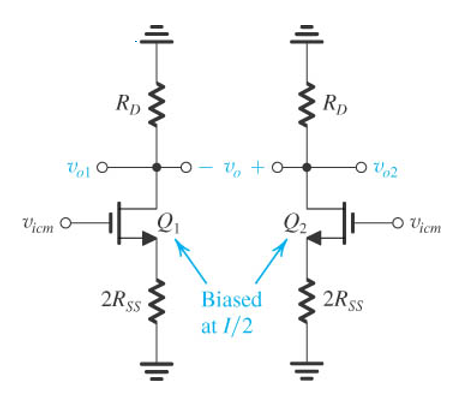 R_D R_D
v_o1 − v_o + v_o2
v_icm Q_1 Q_2 v_icm
2R_SS Biased 2R_SS
at I/2